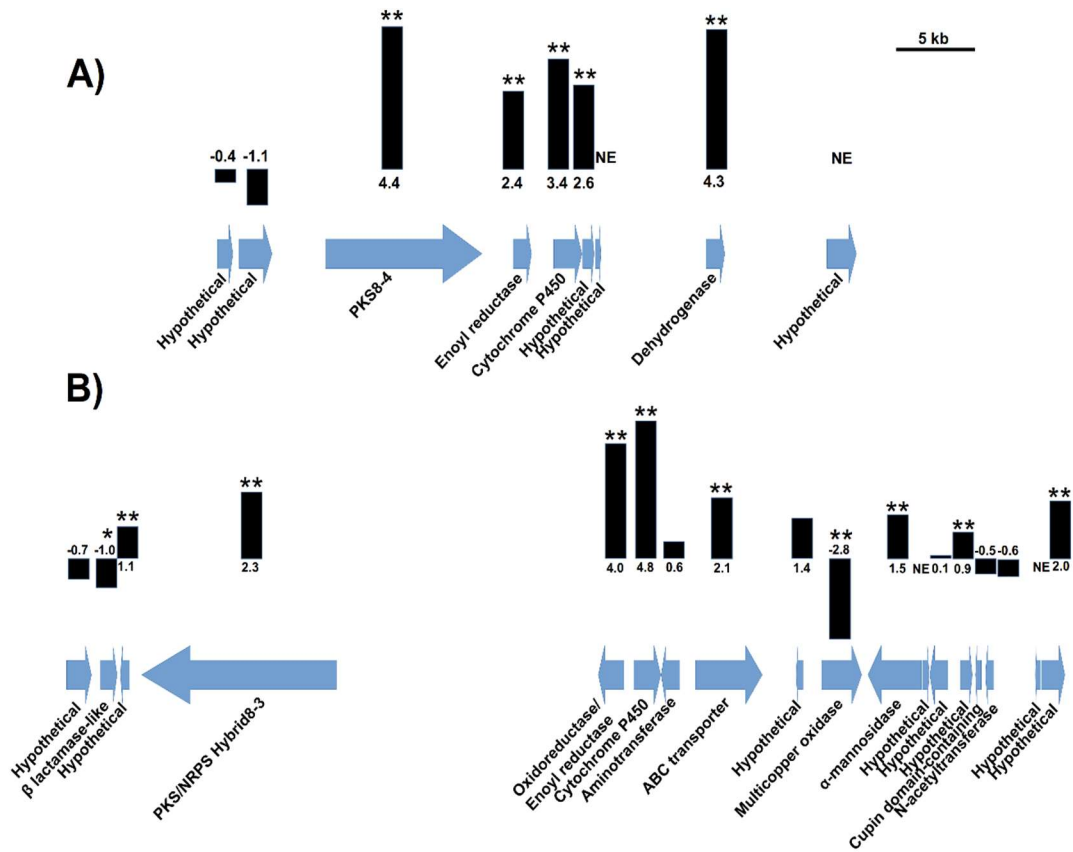 A)
5 kb
** ** ** ** **
-0.4 -1.1 NE NE
4.4 2.4 3.4 2.6 4.3
Hypothetical
Hypothetical
PKS8-4
Enoyl reductase
Cytochrome P450
Hypothetical
Hypothetical
Dehydrogenase
Hypothetical
B)
-0.7 -1.0 * ** ** ** ** ** ** ** ** **
-2.8 -0.5 -0.6
1.1 2.3 4.0 4.8 0.6 2.1 1.4 1.5 NE 0.1 0.9 NE 2.0
Hypothetical
β lactamase-like
Hypothetical
PKS/NRPS Hybrid8-3
Oxidoreductase/
Enoyl reductase
Cytochrome P450
Aminotransferase
ABC transporter
Hypothetical
Multicopper oxidase
α-mannosidase
Hypothetical
Hypothetical
Hypothetical
Cupin domain-containing
N-acetyltransferase
Hypothetical
Hypothetical